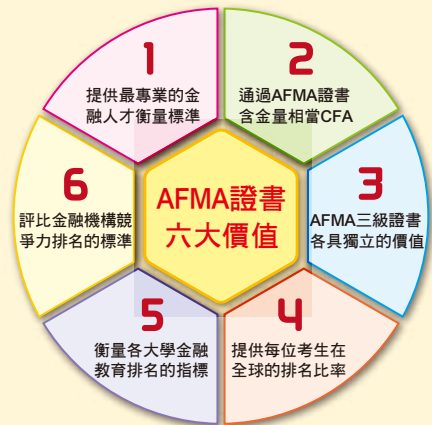 AFMA證書
六大價值
1
提供最專業的金
融人才衡量標準
2
通過AFMA證書
含金量相當CFA
3
AFMA三級證書
各具獨立的價值
4
提供每位考生在
全球的排名比率
5
衡量各大學金融
教育排名的指標
6
評比金融機構競
爭力排名的標準